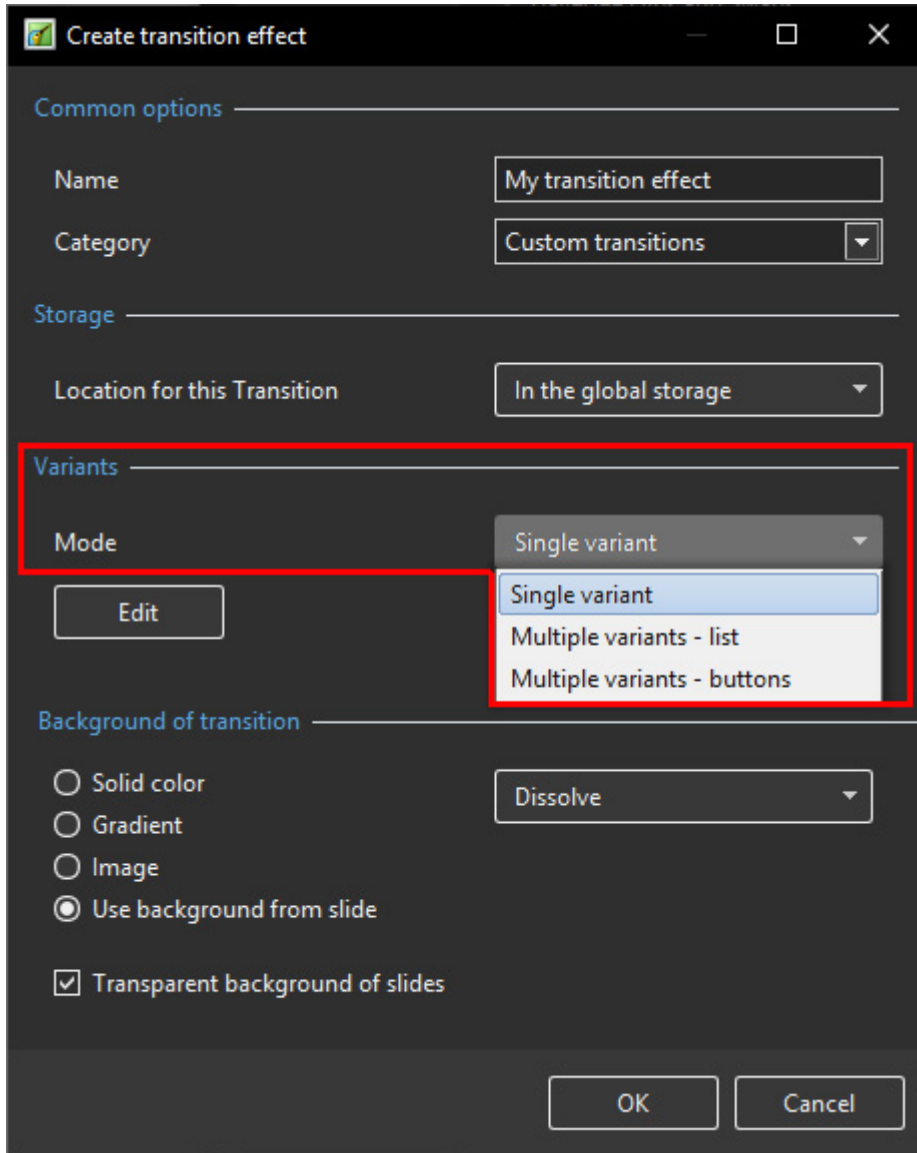 Create transition effect
Common options
Name
My transition effect
Category
Custom transitions
Storage
Location for this Transition
In the global storage
Variants
Mode
Single variant
Single variant
Edit
Multiple variants - list
Multiple variants - buttons
Background of transition
Solid color
Dissolve
Gradient
Image
Use background from slide
Transparent background of slides
OK
Cancel